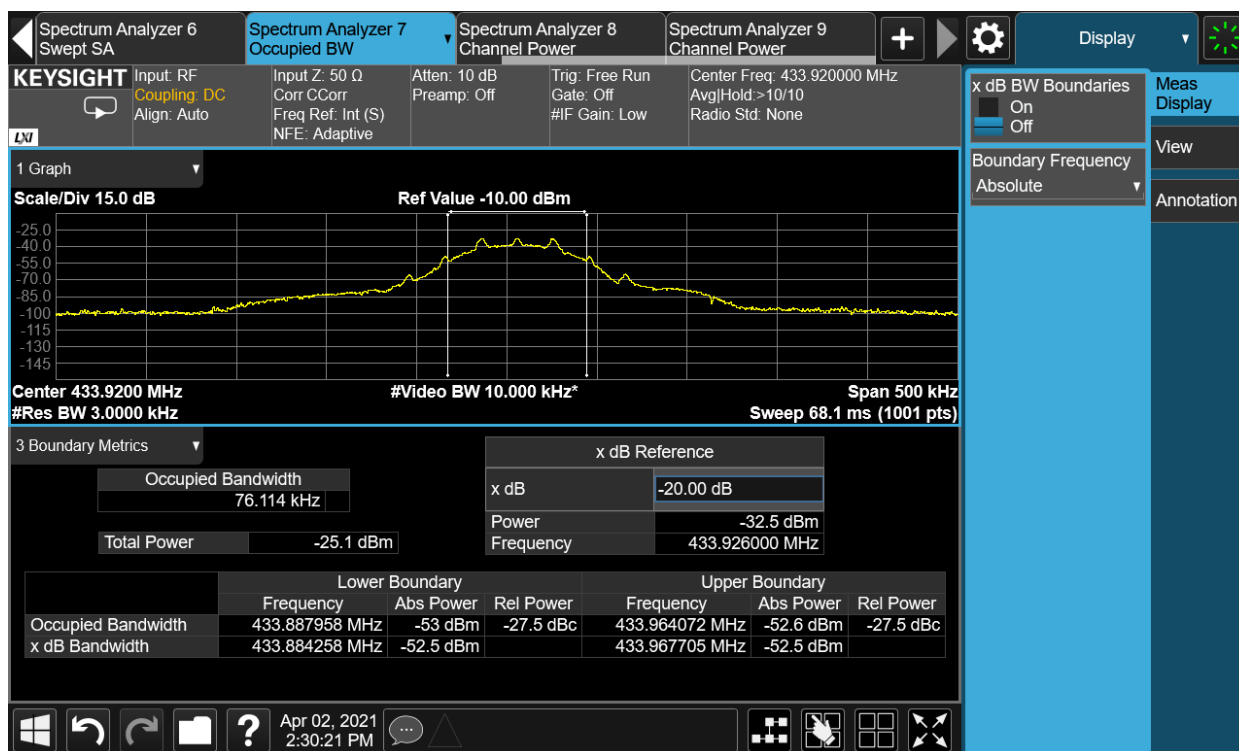 Spectrum Analyzer 6
Swept SA
Spectrum Analyzer 7
Occupied BW
Spectrum Analyzer 8
Channel Power
Spectrum Analyzer 9
Channel Power
+
Display
KEYSIGHT
LXI
Input: RF
Coupling: DC
Align: Auto
Input Z: 50 Ω
Corr CCorr
Freq Ref: Int (S)
NFE: Adaptive
Atten: 10 dB
Preamp: Off
Trig: Free Run
Gate: Off
#IF Gain: Low
Center Freq: 433.920000 MHz
Avg|Hold:>10/10
Radio Std: None
x dB BW Boundaries
On
Off
Boundary Frequency
Absolute
Meas
Display
View
Annotation
1 Graph
Scale/Div 15.0 dB Ref Value -10.00 dBm
-25.0
-40.0
-55.0
-70.0
-85.0
-100
-115
-130
-145
Center 433.9200 MHz #Video BW 10.000 kHz* Span 500 kHz
#Res BW 3.0000 kHz Sweep 68.1 ms (1001 pts)
3 Boundary Metrics
Occupied Bandwidth
76.114 kHz
Total Power -25.1 dBm
x dB Reference
x dB -20.00 dB
Power -32.5 dBm
Frequency 433.926000 MHz
Lower Boundary Upper Boundary
Frequency Abs Power Rel Power Frequency Abs Power Rel Power
Occupied Bandwidth 433.887958 MHz -53 dBm -27.5 dBc 433.964072 MHz -52.6 dBm -27.5 dBc
x dB Bandwidth 433.884258 MHz -52.5 dBm 433.967705 MHz -52.5 dBm
?
Apr 02, 2021
2:30:21 PM